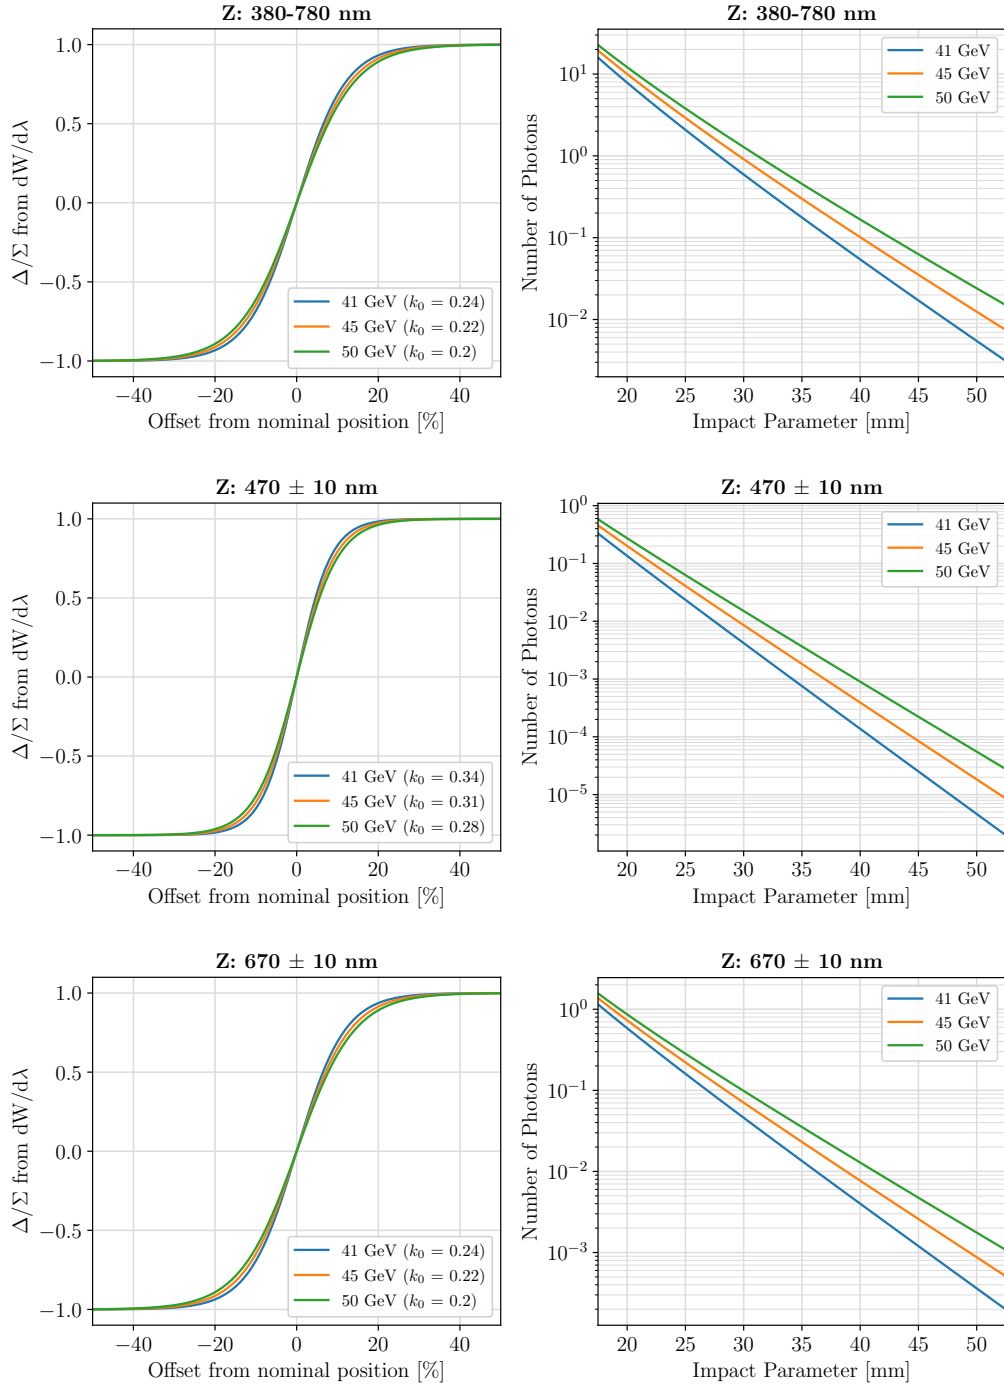 Z: 380-780 nm
1.0
0.5
0.0
−0.5
−1.0
Δ/Σ from dW/dλ
41 GeV (k₀ = 0.24)
45 GeV (k₀ = 0.22)
50 GeV (k₀ = 0.2)
−40 −20 0 20 40
Offset from nominal position [%]
Z: 380-780 nm
10¹
10⁰
10⁻¹
10⁻²
Number of Photons
41 GeV
45 GeV
50 GeV
20 25 30 35 40 45 50
Impact Parameter [mm]
Z: 470 ± 10 nm
1.0
0.5
0.0
−0.5
−1.0
Δ/Σ from dW/dλ
41 GeV (k₀ = 0.34)
45 GeV (k₀ = 0.31)
50 GeV (k₀ = 0.28)
−40 −20 0 20 40
Offset from nominal position [%]
Z: 470 ± 10 nm
10⁰
10⁻¹
10⁻²
10⁻³
10⁻⁴
10⁻⁵
Number of Photons
41 GeV
45 GeV
50 GeV
20 25 30 35 40 45 50
Impact Parameter [mm]
Z: 670 ± 10 nm
1.0
0.5
0.0
−0.5
−1.0
Δ/Σ from dW/dλ
41 GeV (k₀ = 0.24)
45 GeV (k₀ = 0.22)
50 GeV (k₀ = 0.2)
−40 −20 0 20 40
Offset from nominal position [%]
Z: 670 ± 10 nm
10⁰
10⁻¹
10⁻²
10⁻³
Number of Photons
41 GeV
45 GeV
50 GeV
20 25 30 35 40 45 50
Impact Parameter [mm]